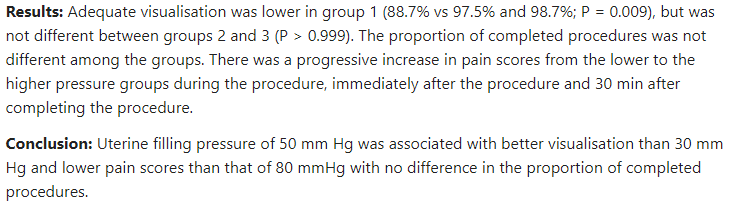 Results: Adequate visualisation was lower in group 1 (88.7% vs 97.5% and 98.7%; P = 0.009), but was
not different between groups 2 and 3 (P > 0.999). The proportion of completed procedures was not
different among the groups. There was a progressive increase in pain scores from the lower to the
higher pressure groups during the procedure, immediately after the procedure and 30 min after
completing the procedure.
Conclusion: Uterine filling pressure of 50 mm Hg was associated with better visualisation than 30 mm
Hg and lower pain scores than that of 80 mmHg with no difference in the proportion of completed
procedures.